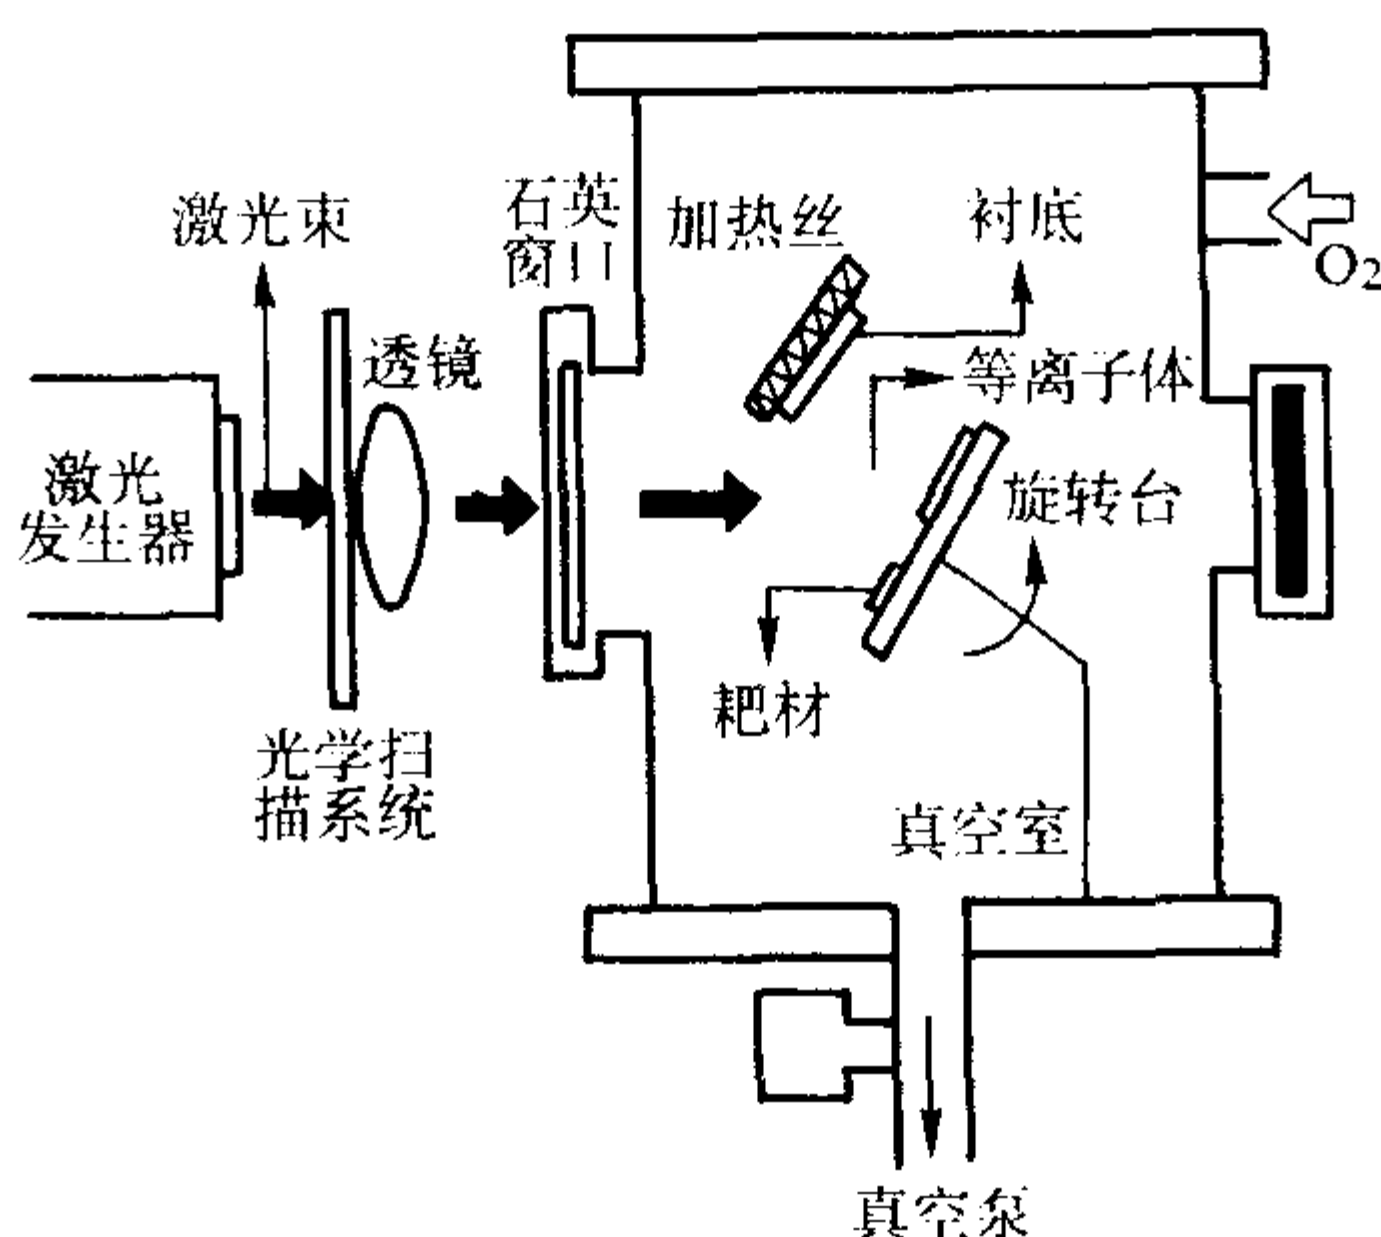 激光束
石英
窗口
加热丝
衬底
O2
透镜
等离子体
激光
发生器
旋转台
耙材
光学扫
描系统
真空室
真空泵